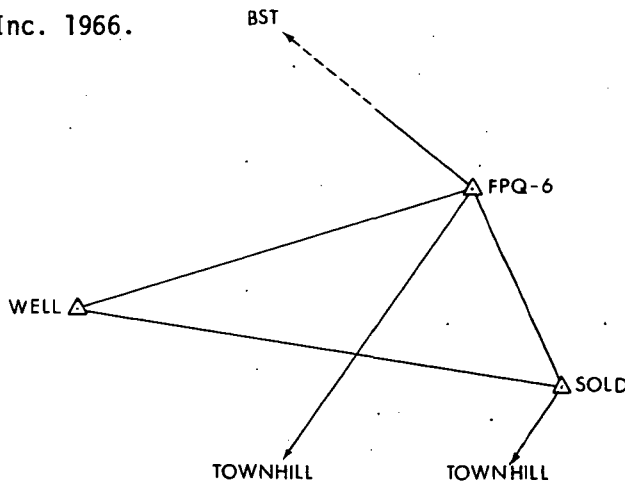 Inc. 1966.
BST
FPQ-6
WELL
SOLD
TOWNHILL
TOWNHILL